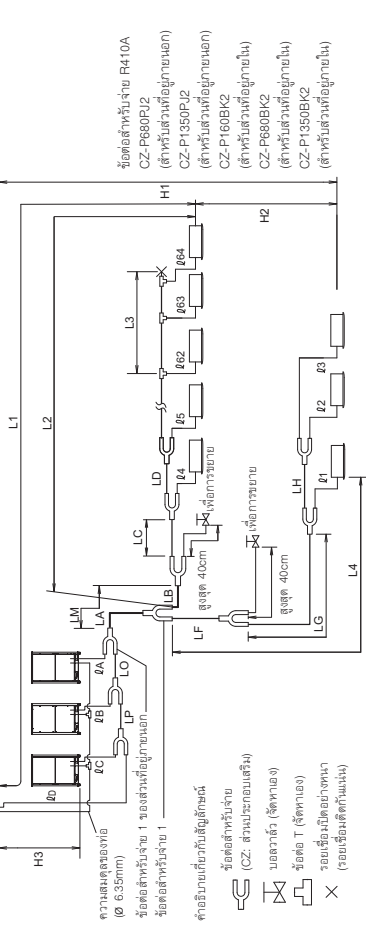 ข้อต่อสำหรับจ่าย R410A
CZ-P680PJ2
(สำหรับส่วนที่อยู่ภายนอก)
CZ-P1350PJ2
(สำหรับส่วนที่อยู่ภายนอก)
CZ-P160BK2
(สำหรับส่วนที่อยู่ภายใน)
CZ-P680BK2
(สำหรับส่วนที่อยู่ภายใน)
CZ-P1350BK2
(สำหรับส่วนที่อยู่ภายใน)
H1
H2
H3
L1
L2
L3
L4
LM
LA
LB
LC
LD
LF
LG
LH
LO
LP
ℓA
ℓB
ℓC
ℓD
ℓ1
ℓ2
ℓ3
ℓ4
ℓ5
ℓ62
ℓ63
ℓ64
เพื่อการขยาย
สูงสุด 40cm
เพื่อการขยาย
สูงสุด 40cm
ความสมดุลของท่อ
(Ø 6.35mm)
ข้อต่อสำหรับจ่าย 1 ของส่วนที่อยู่ภายนอก
ข้อต่อสำหรับจ่าย 1
คำอธิบายเกี่ยวกับสัญลักษณ์
ข้อต่อสำหรับจ่าย
(CZ: ส่วนประกอบเสริม)
บอลวาล์ว (จัดหาเอง)
ข้อต่อ T (จัดหาเอง)
รอยเชื่อมปิดอย่างหนา
(รอยเชื่อมติดกันแน่น)